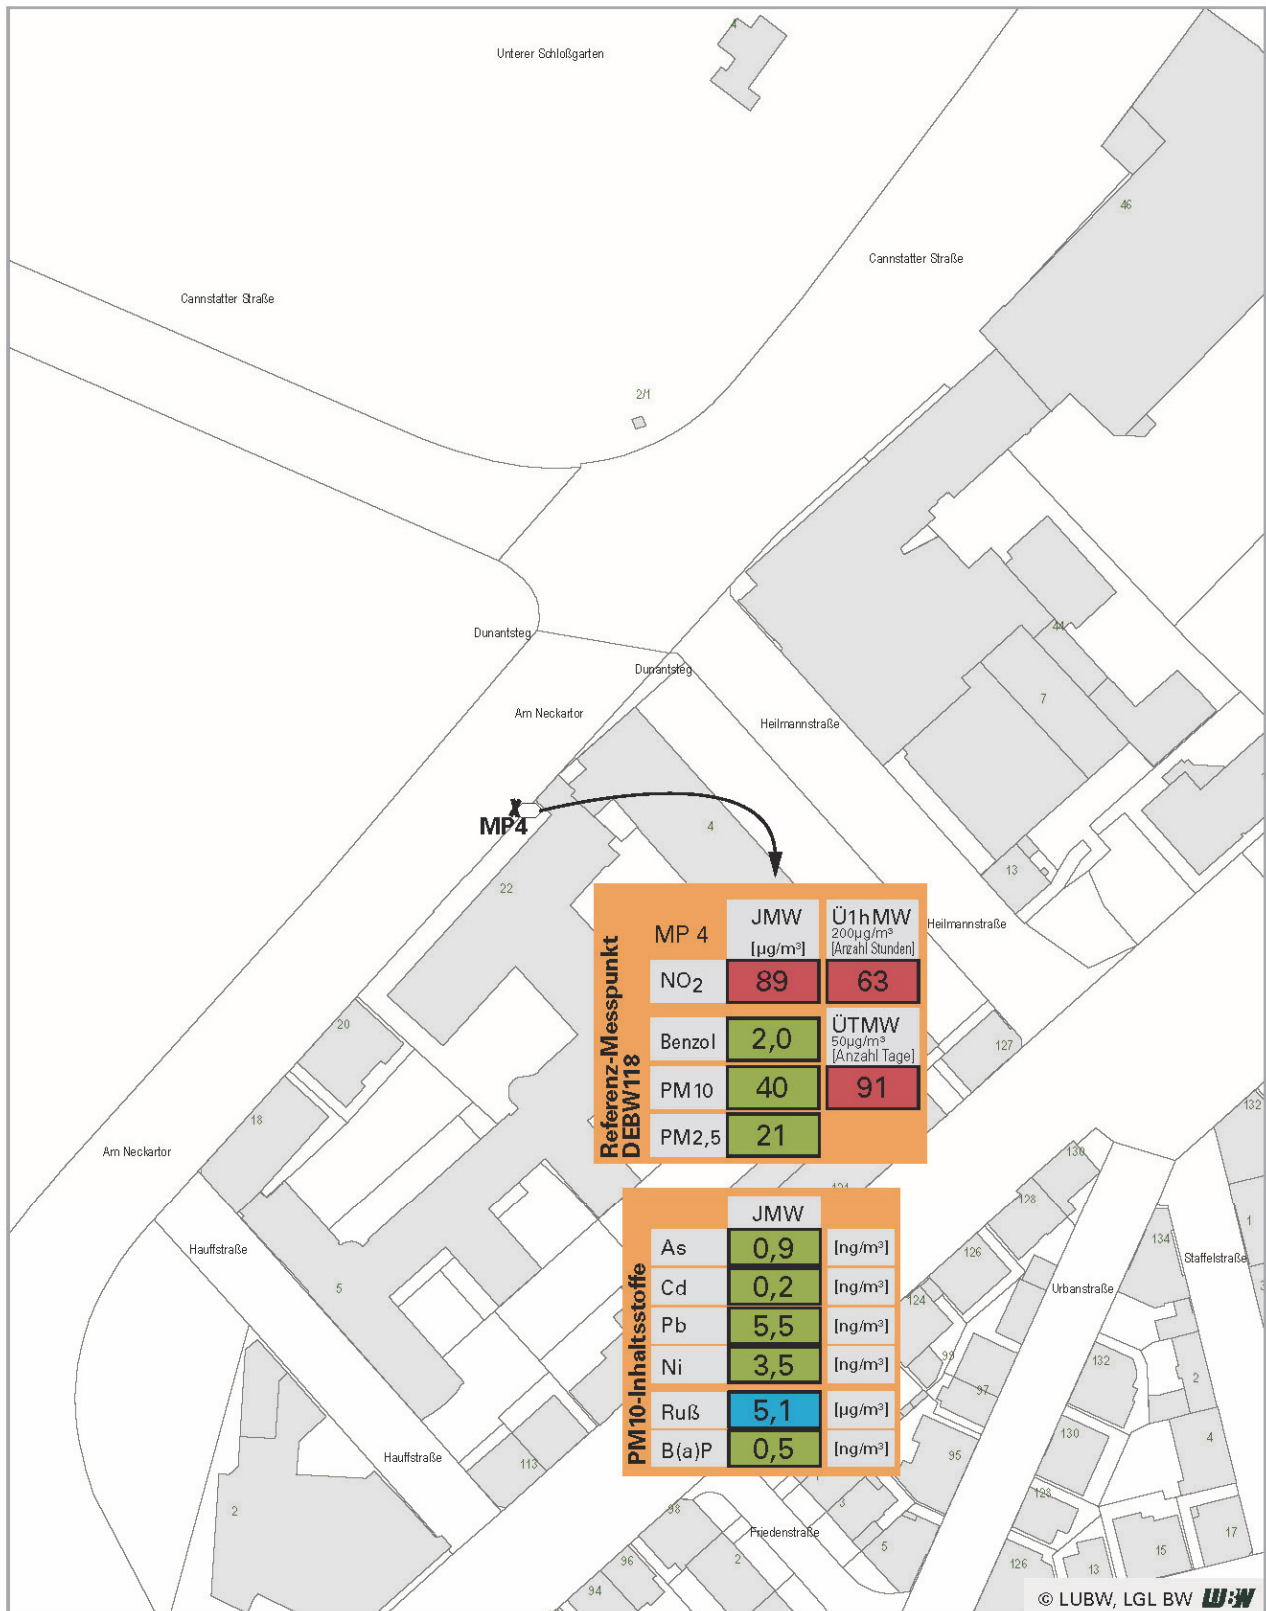 4
Unterer Schloßgarten
46
Cannstatter Straße
Cannstatter Straße
2/1
Dunantsteg
44
Dunantsteg
7
Am Neckartor
Heilmannstraße
MP4
4
13
22
Heilmannstraße
Referenz-Messpunkt
DEBW118
MP 4
JMW
[µg/m³]
Ü1hMW
200µg/m³
[Anzahl Stunden]
NO₂ 89 63
Benzol 2,0
ÜTMW
50µg/m³
[Anzahl Tage]
PM10 40 91
PM2,5 21
20
127
18
132
Am Neckartor
130
128
1
134
Hauffstraße
126
Staffelstraße
5
Urbanstraße
124
PM10-Inhaltsstoffe
JMW
As 0,9 [ng/m³]
Cd 0,2 [ng/m³]
Pb 5,5 [ng/m³]
Ni 3,5 [ng/m³]
Ruß 5,1 [µg/m³]
B(a)P 0,5 [ng/m³]
99
132
2
97
130
4
95
Hauffstraße
113
128
3
2
98
Friedenstraße
17
5
15
96
2
126
13
94
© LUBW, LGL BW LUBW